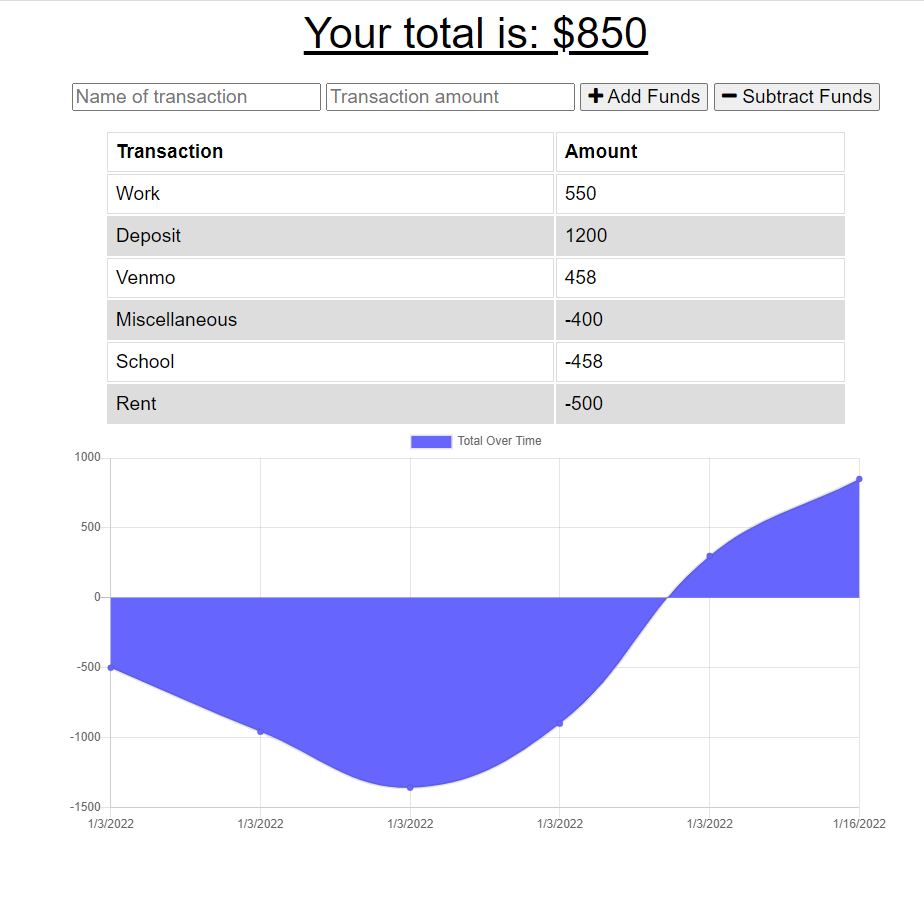 Your total is: $850
Name of transaction Transaction amount + Add Funds − Subtract Funds
Transaction Amount
Work 550
Deposit 1200
Venmo 458
Miscellaneous -400
School -458
Rent -500
Total Over Time
1000
500
0
-500
-1000
-1500
1/3/2022 1/3/2022 1/3/2022 1/3/2022 1/3/2022 1/16/2022